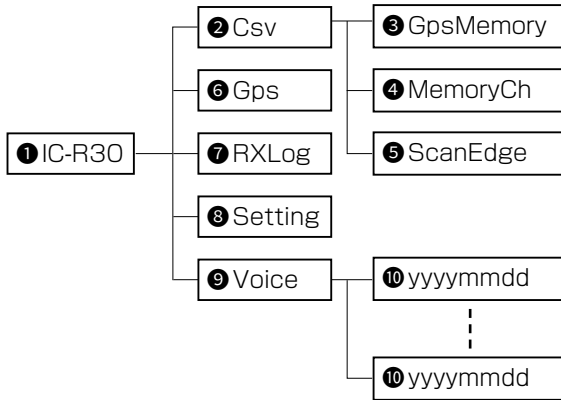 ❶IC-R30
❷Csv
❸GpsMemory
❹MemoryCh
❺ScanEdge
❻Gps
❼RXLog
❽Setting
❾Voice
❿yyyymmdd
❿yyyymmdd